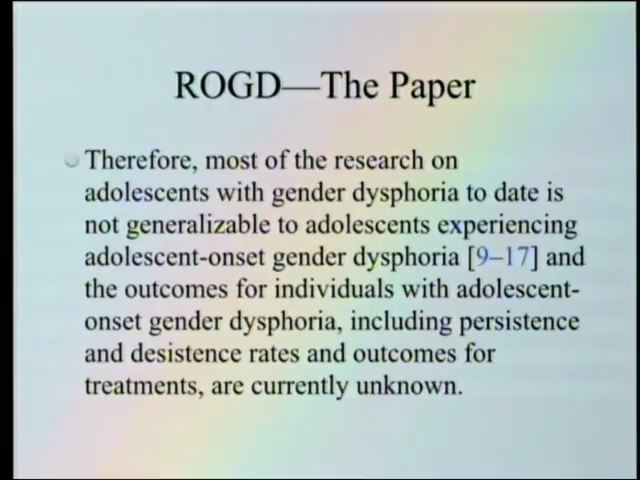 ROGD—The Paper
Therefore, most of the research on
adolescents with gender dysphoria to date is
not generalizable to adolescents experiencing
adolescent-onset gender dysphoria [9–17] and
the outcomes for individuals with adolescent-
onset gender dysphoria, including persistence
and desistence rates and outcomes for
treatments, are currently unknown.